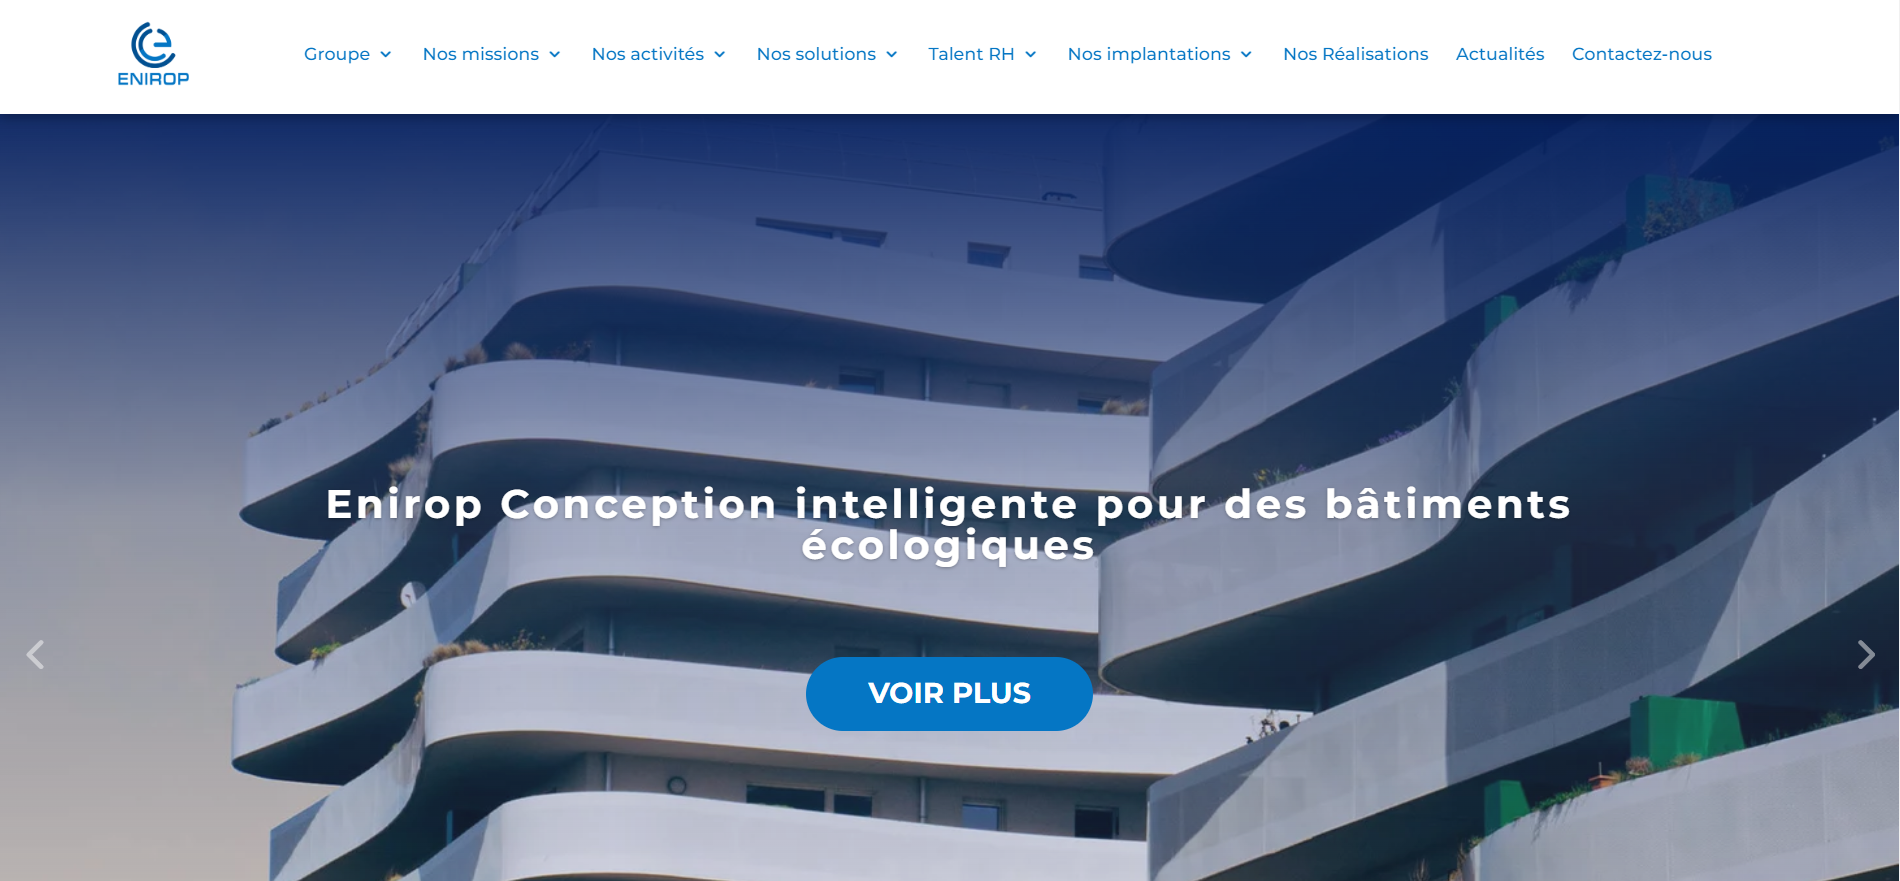 ENIROP
Groupe Nos missions Nos activités Nos solutions Talent RH Nos implantations Nos Réalisations Actualités Contactez-nous
Enirop Conception intelligente pour des bâtiments
écologiques
VOIR PLUS